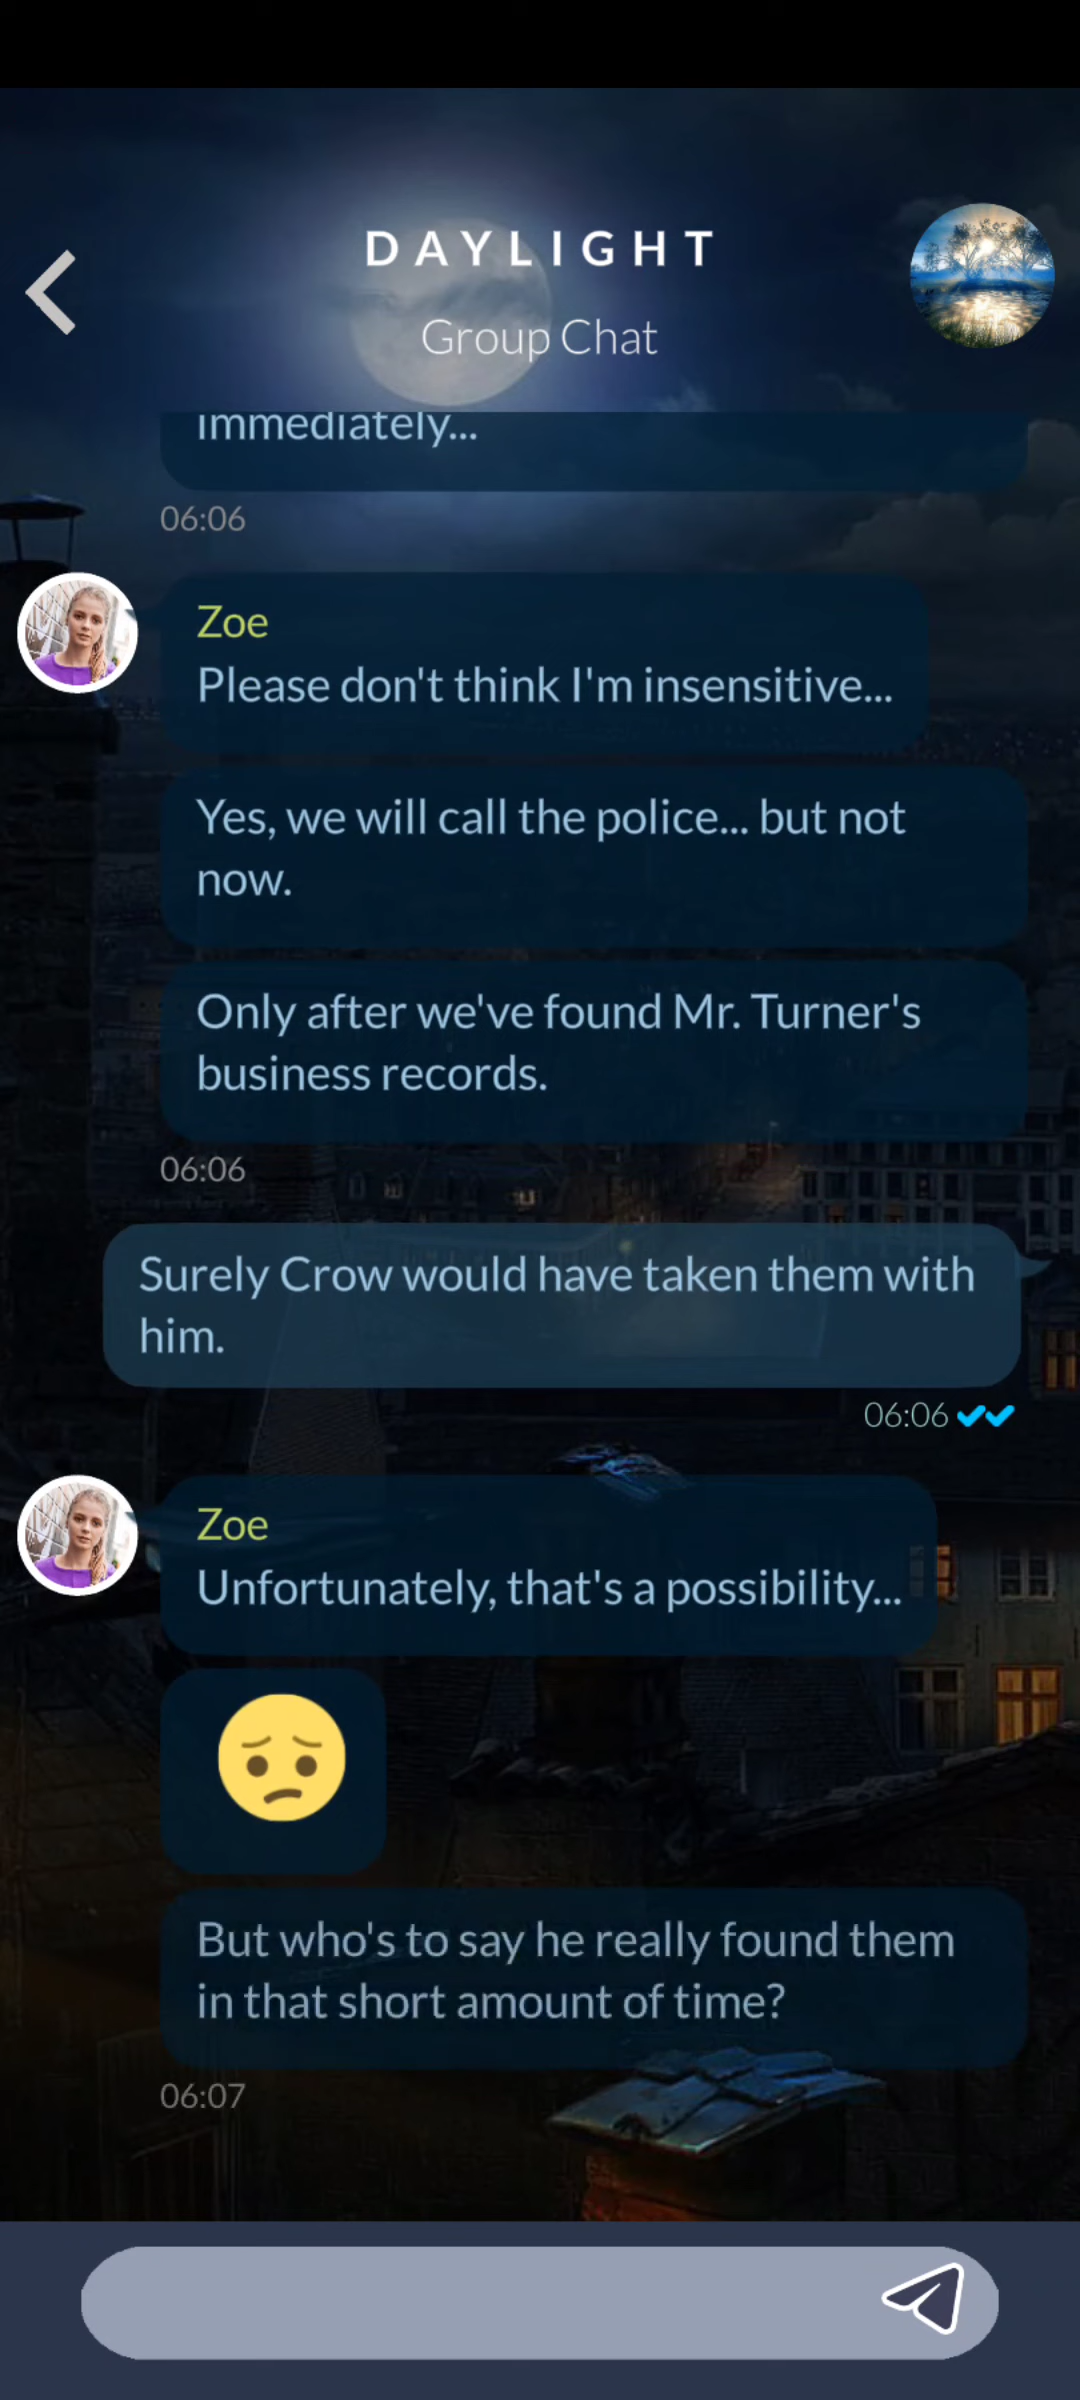 DAYLIGHT
Group Chat
immediately...
06:06
Zoe
Please don't think I'm insensitive...
Yes, we will call the police... but not
now.
Only after we've found Mr. Turner's
business records.
06:06
Surely Crow would have taken them with
him.
06:06
Zoe
Unfortunately, that's a possibility...
But who's to say he really found them
in that short amount of time?
06:07